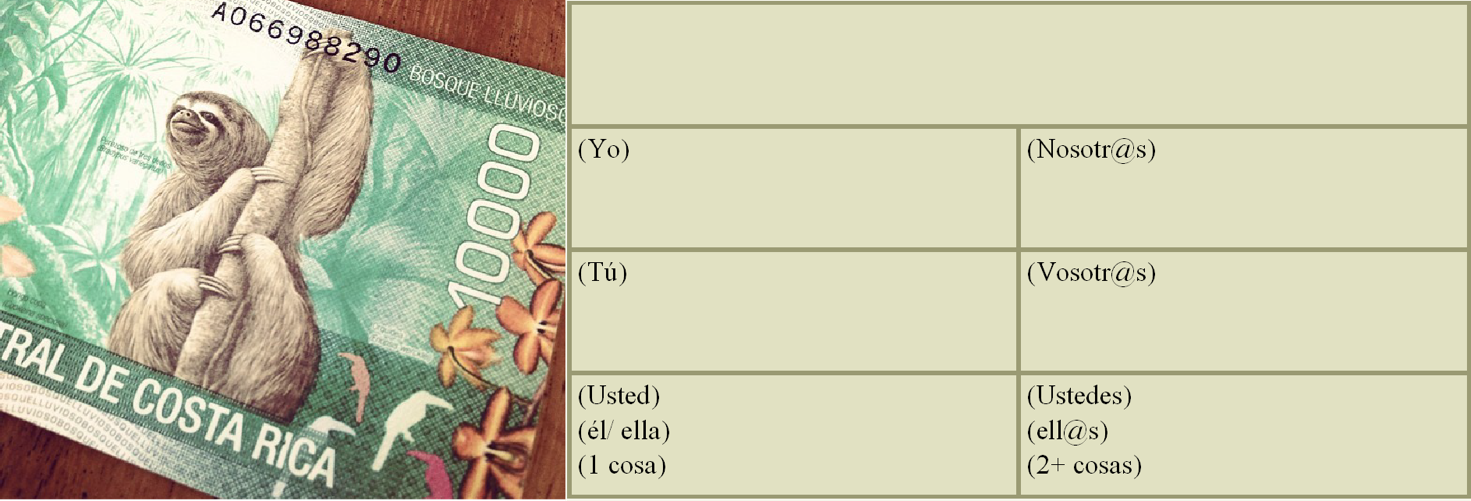 A066988290
BOSQUE LLUVIOSO
10000
TRAL DE COSTA RICA
(Yo)
(Nosotr@s)
(Tú)
(Vosotr@s)
(Usted)
(él/ ella)
(1 cosa)
(Ustedes)
(ell@s)
(2+ cosas)